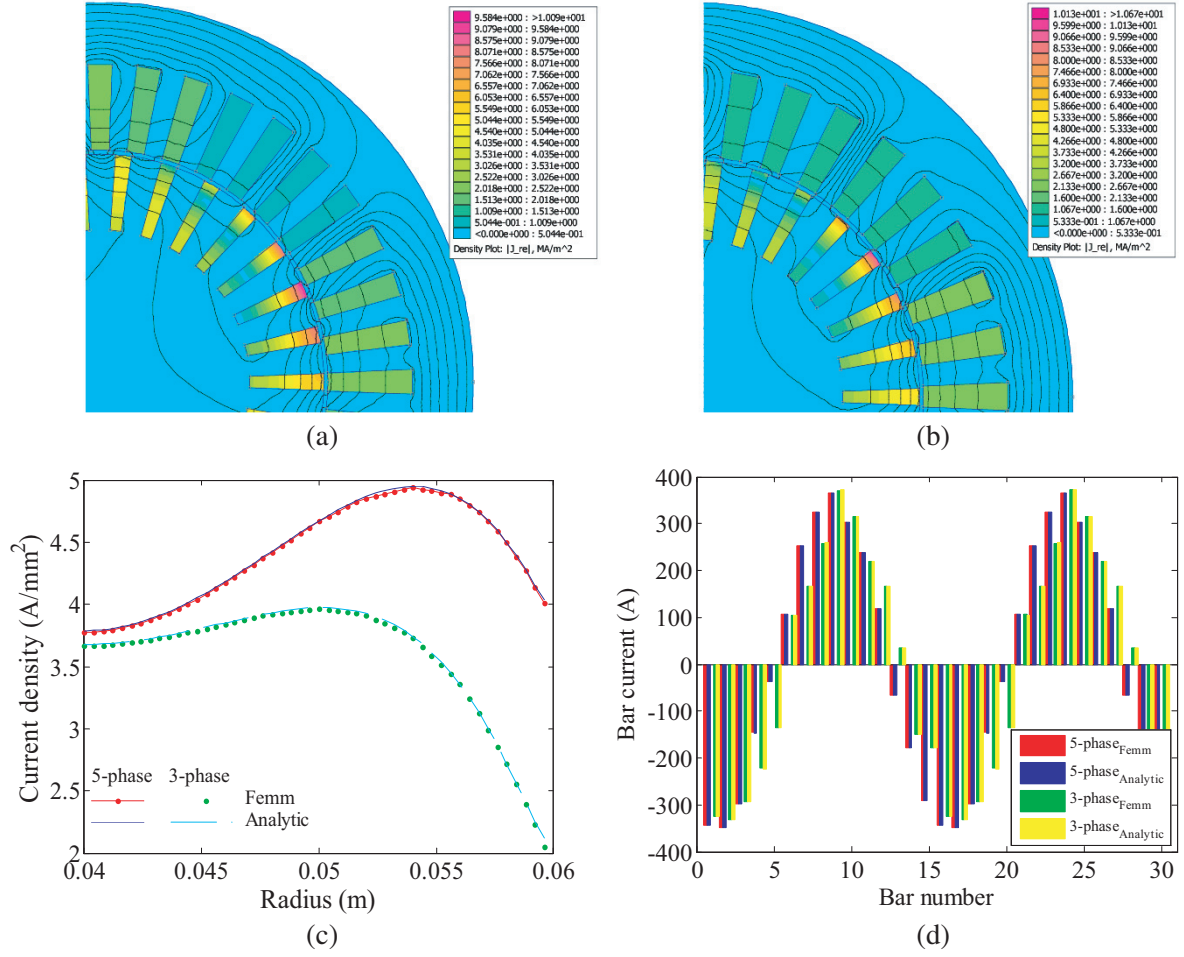 9.584e+000 : >1.009e+001
9.079e+000 : 9.584e+000
8.575e+000 : 9.079e+000
8.071e+000 : 8.575e+000
7.566e+000 : 8.071e+000
7.062e+000 : 7.566e+000
6.557e+000 : 7.062e+000
6.053e+000 : 6.557e+000
5.549e+000 : 6.053e+000
5.044e+000 : 5.549e+000
4.540e+000 : 5.044e+000
4.035e+000 : 4.540e+000
3.531e+000 : 4.035e+000
3.026e+000 : 3.531e+000
2.522e+000 : 3.026e+000
2.018e+000 : 2.522e+000
1.513e+000 : 2.018e+000
1.009e+000 : 1.513e+000
5.044e-001 : 1.009e+000
<0.000e+000 : 5.044e-001
Density Plot: |J_re|, MA/m^2
(a)
1.013e+001 : >1.067e+001
9.599e+000 : 1.013e+001
9.066e+000 : 9.599e+000
8.533e+000 : 9.066e+000
8.000e+000 : 8.533e+000
7.466e+000 : 8.000e+000
6.933e+000 : 7.466e+000
6.400e+000 : 6.933e+000
5.866e+000 : 6.400e+000
5.333e+000 : 5.866e+000
4.800e+000 : 5.333e+000
4.266e+000 : 4.800e+000
3.733e+000 : 4.266e+000
3.200e+000 : 3.733e+000
2.667e+000 : 3.200e+000
2.133e+000 : 2.667e+000
1.600e+000 : 2.133e+000
1.067e+000 : 1.600e+000
5.333e-001 : 1.067e+000
<0.000e+000 : 5.333e-001
Density Plot: |J_re|, MA/m^2
(b)
Current density (A/mm²)
5
4.5
4
3.5
3
2.5
2
5-phase 3-phase
Femm
Analytic
0.04 0.045 0.05 0.055 0.06
Radius (m)
(c)
Bar current (A)
400
300
200
100
0
-100
-200
-300
-400
5-phase Femm
5-phase Analytic
3-phase Femm
3-phase Analytic
0 5 10 15 20 25 30
Bar number
(d)